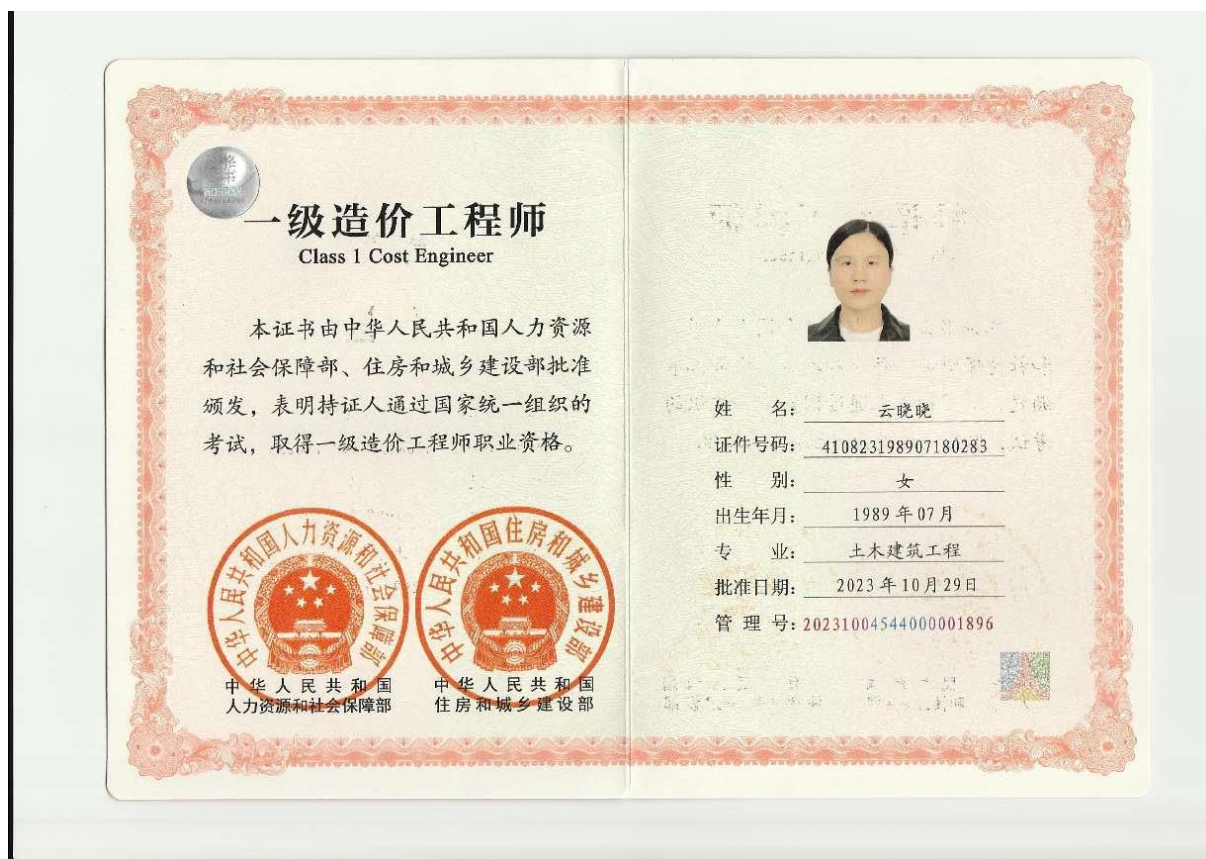 一级造价工程师
Class 1 Cost Engineer
本证书由中华人民共和国人力资源
和社会保障部、住房和城乡建设部批准
颁发，表明持证人通过国家统一组织的
考试，取得一级造价工程师职业资格。
中华人民共和国人力资源和社会保障部
中华人民共和国住房和城乡建设部
中华人民共和国
人力资源和社会保障部
中华人民共和国
住房和城乡建设部
姓 名： 云晓晓
证件号码： 410823198907180283
性 别： 女
出生年月： 1989年07月
专 业： 土木建筑工程
批准日期： 2023年10月29日
管 理 号：20231004544000001896